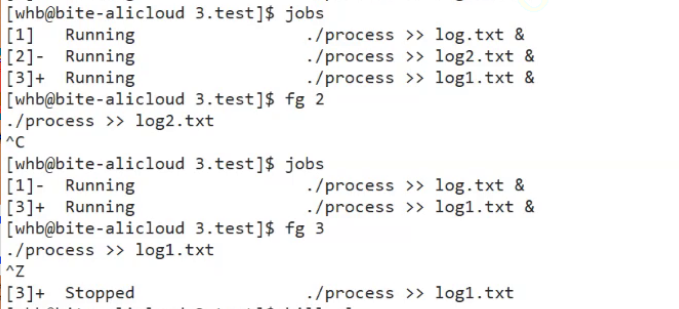 [whb@bite-alicloud 3.test]$ jobs
[1]   Running                 ./process >> log.txt &
[2]-  Running                 ./process >> log2.txt &
[3]+  Running                 ./process >> log1.txt &
[whb@bite-alicloud 3.test]$ fg 2
./process >> log2.txt
^C
[whb@bite-alicloud 3.test]$ jobs
[1]-  Running                 ./process >> log.txt &
[3]+  Running                 ./process >> log1.txt &
[whb@bite-alicloud 3.test]$ fg 3
./process >> log1.txt
^Z
[3]+  Stopped                 ./process >> log1.txt